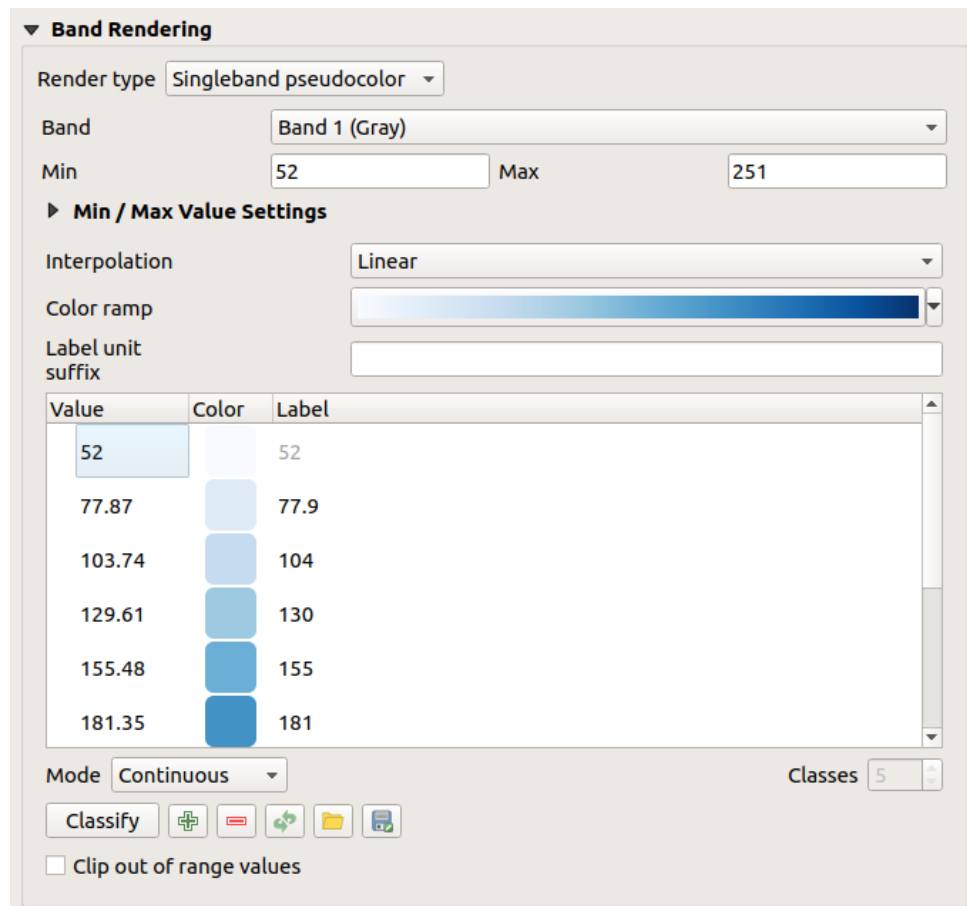 Band Rendering
Render type Singleband pseudocolor
Band Band 1 (Gray)
Min 52 Max 251
Min / Max Value Settings
Interpolation Linear
Color ramp
Label unit
suffix
Value Color Label
52 52
77.87 77.9
103.74 104
129.61 130
155.48 155
181.35 181
Mode Continuous Classes 5
Classify
Clip out of range values